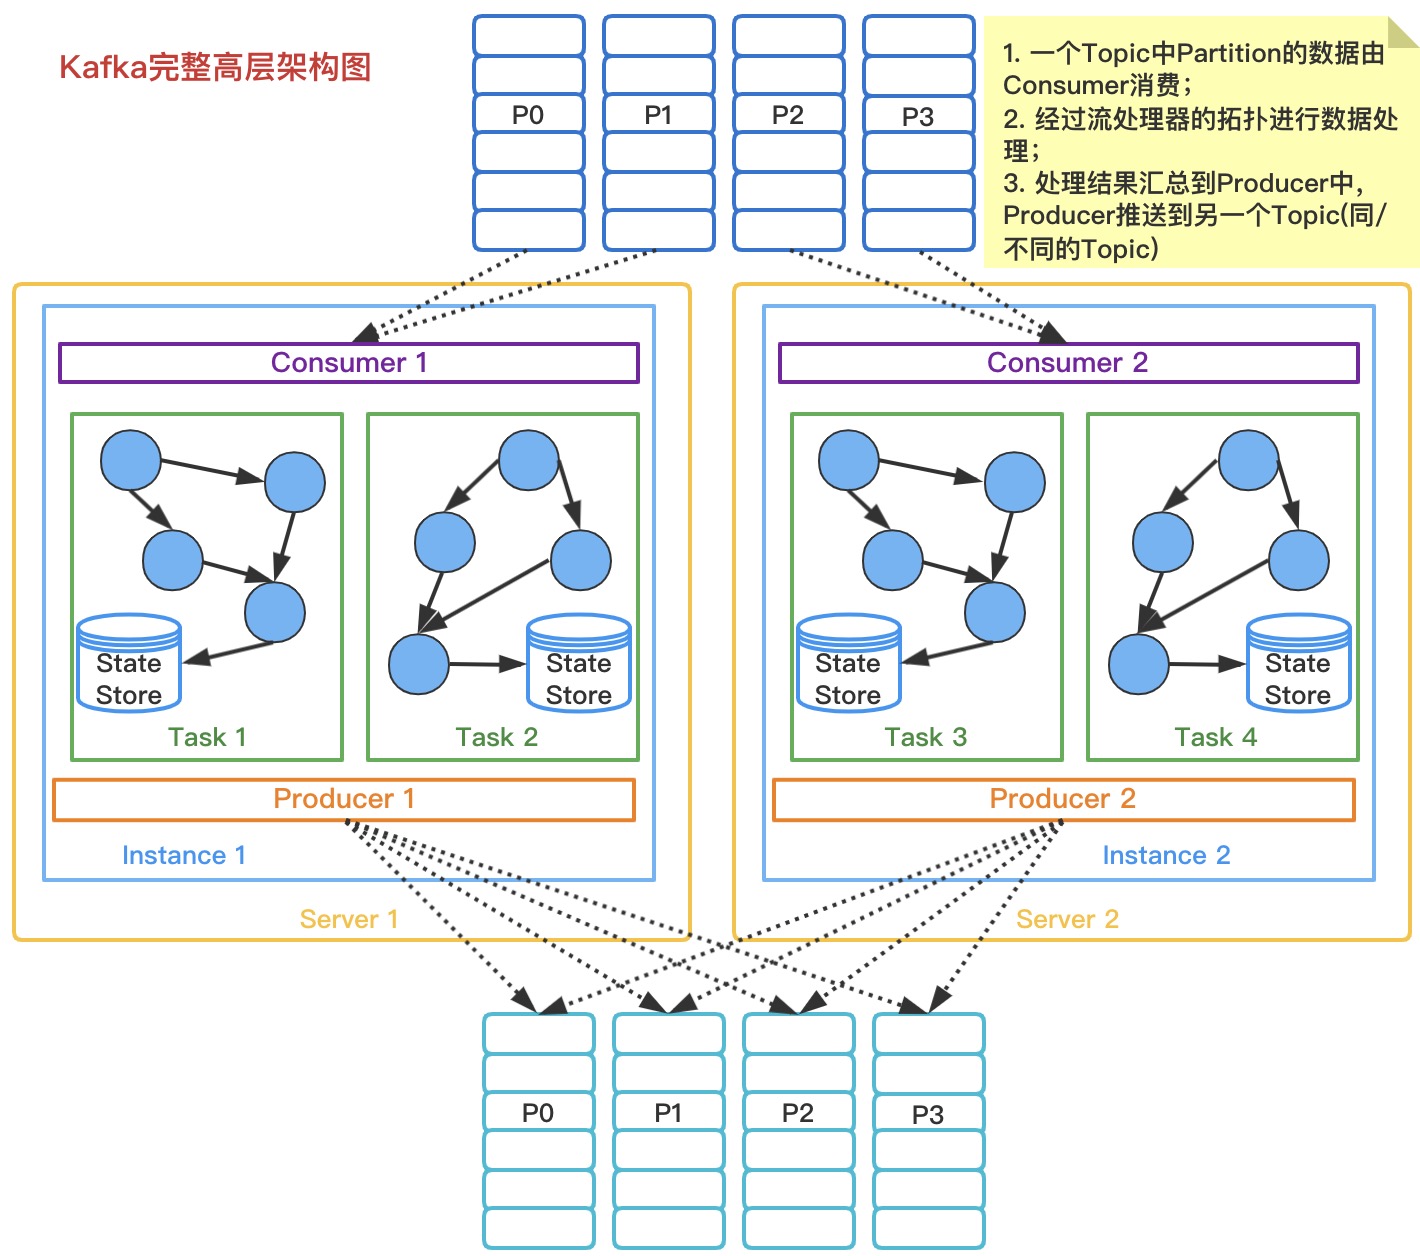 Kafka完整高层架构图
P0
P1
P2
P3
1. 一个Topic中Partition的数据由
Consumer消费；
2. 经过流处理器的拓扑进行数据处
理；
3. 处理结果汇总到Producer中，
Producer推送到另一个Topic(同/
不同的Topic)
Consumer 1
State
Store
Task 1
State
Store
Task 2
Producer 1
Instance 1
Server 1
Consumer 2
State
Store
Task 3
State
Store
Task 4
Producer 2
Instance 2
Server 2
P0
P1
P2
P3